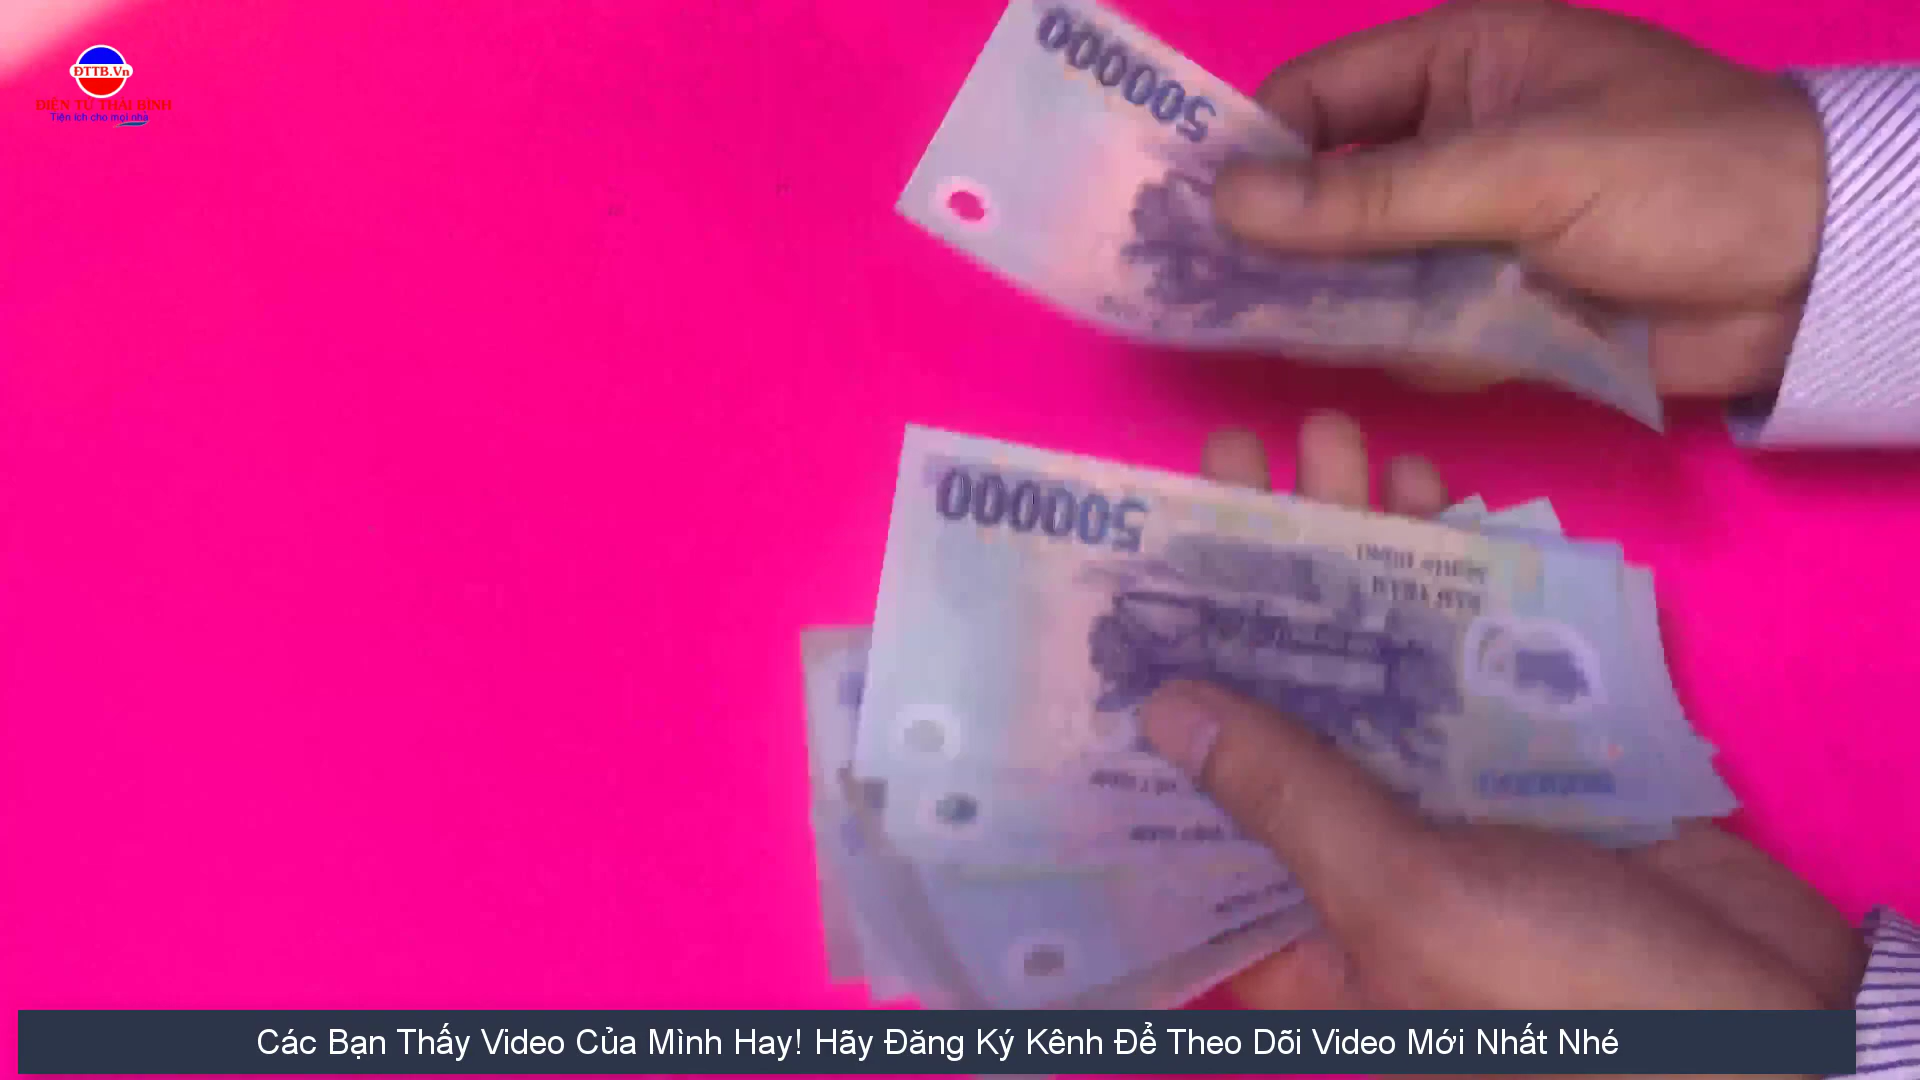 ĐTTB.Vn
ĐIỆN TỬ THÁI BÌNH
Tiện ích cho mọi nhà
500000
500000
Các Bạn Thấy Video Của Mình Hay! Hãy Đăng Ký Kênh Để Theo Dõi Video Mới Nhất Nhé